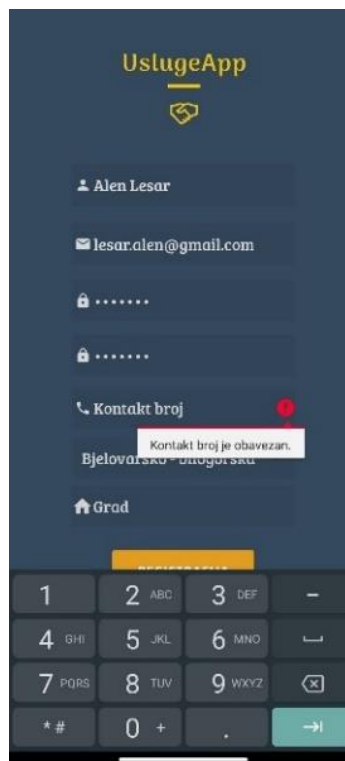 UslugeApp
Alen Lesar
lesar.alen@gmail.com
•••••••
•••••••
Kontakt broj
Kontakt broj je obavezan.
Bjelovarsko - bilogorska
Grad
REGISTRACIJA
1 2 ABC 3 DEF -
4 GHI 5 JKL 6 MNO
7 PQRS 8 TUV 9 WXYZ
* # 0 + .